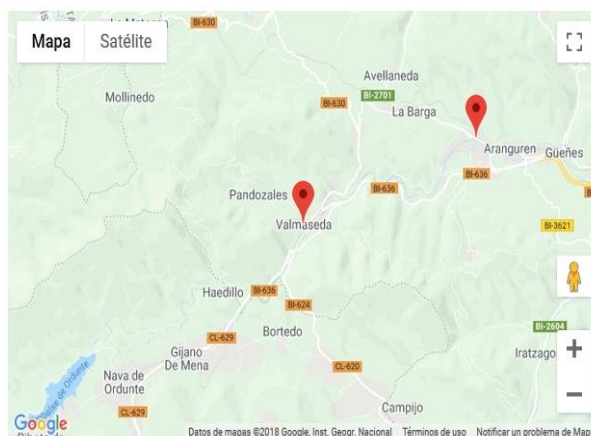 BI-630
Mapa
Satélite
Avellaneda
Mollinedo
BI-2701
BI-630
La Barga
Aranguren
Güeñes
BI-636
BI-636
Pandozales
Valmaseda
BI-3621
Haedillo
BI-636
BI-624
CL-629
Bortedo
BI-2604
Gijano
De Mena
Iratzago
Nava de
Ordunte
CL-620
CL-629
Campijo
Google
Datos de mapas ©2018 Google, Inst. Geogr. Nacional
Términos de uso
Notificar un problema de Map